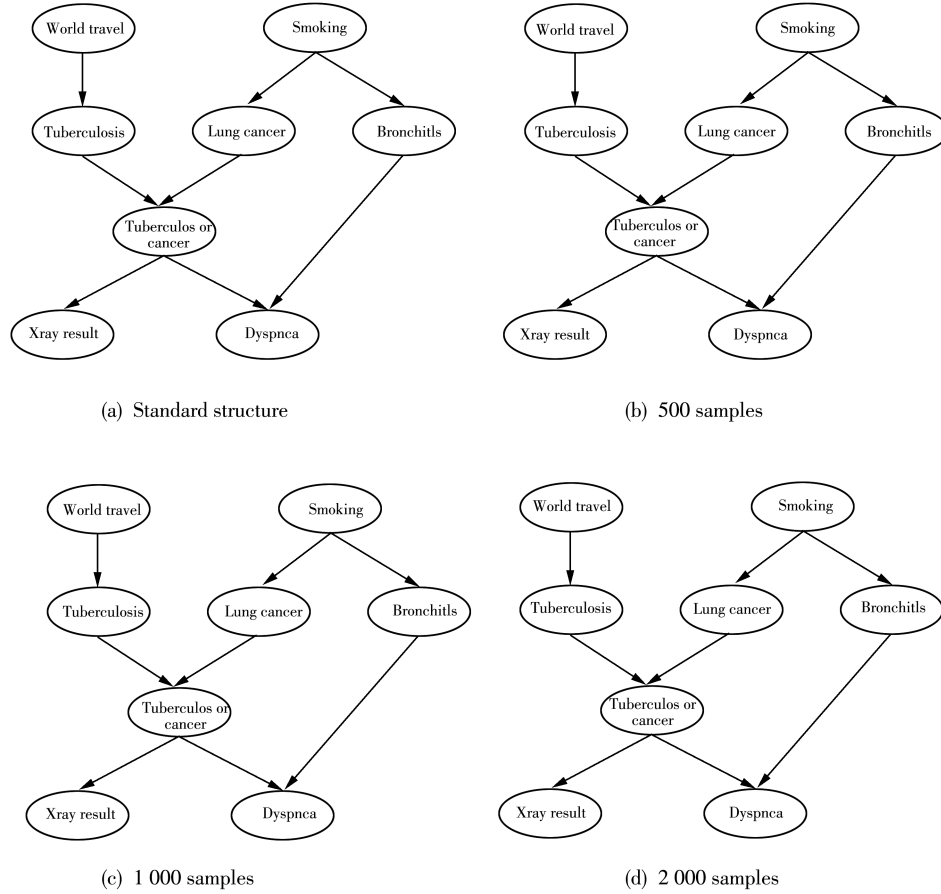 World travel
Smoking
Tuberculosis
Lung cancer
Bronchitls
Tuberculos or
cancer
Xray result
Dyspnca
(a) Standard structure
World travel
Smoking
Tuberculosis
Lung cancer
Bronchitls
Tuberculos or
cancer
Xray result
Dyspnca
(b) 500 samples
World travel
Smoking
Tuberculosis
Lung cancer
Bronchitls
Tuberculos or
cancer
Xray result
Dyspnca
(c) 1 000 samples
World travel
Smoking
Tuberculosis
Lung cancer
Bronchitls
Tuberculos or
cancer
Xray result
Dyspnca
(d) 2 000 samples